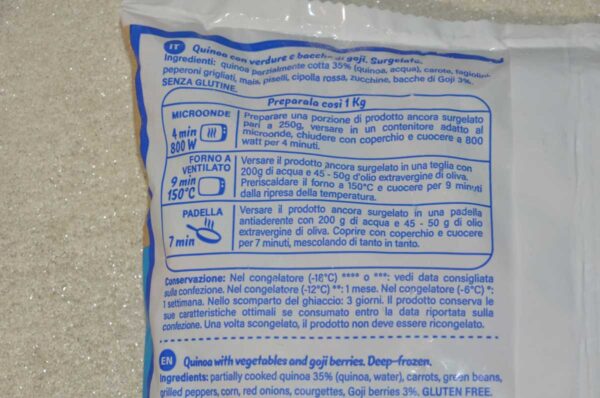 IT Quinoa con verdure e bacche di goji. Surgelato.
Ingredienti: quinoa parzialmente cotta 35% (quinoa, acqua), carote, fagiolini,
peperoni grigliati, mais, piselli, cipolla rossa, zucchine, bacche di Goji 3%.
SENZA GLUTINE.
Preparala così 1 Kg
MICROONDE
4 min
800 W
Preparare una porzione di prodotto ancora surgelato
pari a 250g, versare in un contenitore adatto al
microonde, chiudere con coperchio e cuocere a 800
watt per 4 minuti.
FORNO A
VENTILATO
9 min
150°C
Versare il prodotto ancora surgelato in una teglia con
200g di acqua e 45 - 50g d'olio extravergine di oliva.
Preriscaldare il forno a 150°C e cuocere per 9 minuti
dalla ripresa della temperatura.
PADELLA
7 min
Versare il prodotto ancora surgelato in una padella
antiaderente con 200 g di acqua e 45 - 50 g di olio
extravergine di oliva. Coprire con coperchio e cuocere
per 7 minuti, mescolando di tanto in tanto.
Conservazione: Nel congelatore (-18°C) **** o ***: vedi data consigliata
sulla confezione. Nel congelatore (-12°C) **: 1 mese. Nel congelatore (-6°C) *:
1 settimana. Nello scomparto del ghiaccio: 3 giorni. Il prodotto conserva le
sue caratteristiche ottimali se consumato entro la data riportata sulla
confezione. Una volta scongelato, il prodotto non deve essere ricongelato.
EN Quinoa with vegetables and goji berries. Deep-frozen.
Ingredients: partially cooked quinoa 35% (quinoa, water), carrots, green beans,
grilled peppers, corn, red onions, courgettes, Goji berries 3%. GLUTEN FREE.